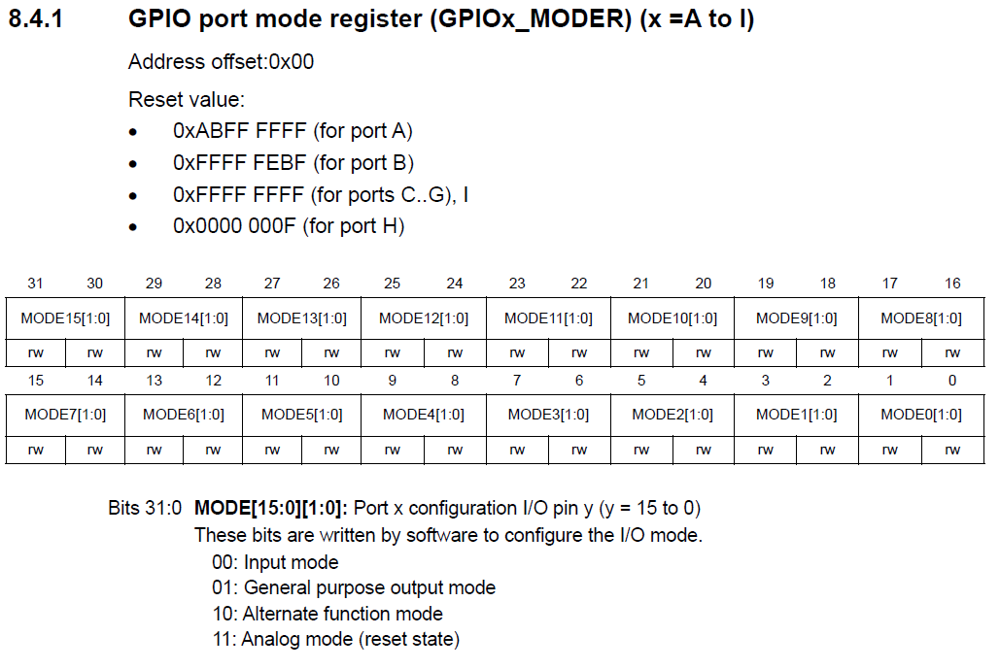 8.4.1 GPIO port mode register (GPIOx_MODER) (x =A to I)
Address offset:0x00
Reset value:
• 0xABFF FFFF (for port A)
• 0xFFFF FEBF (for port B)
• 0xFFFF FFFF (for ports C..G), I
• 0x0000 000F (for port H)
31 30 29 28 27 26 25 24 23 22 21 20 19 18 17 16
MODE15[1:0] MODE14[1:0] MODE13[1:0] MODE12[1:0] MODE11[1:0] MODE10[1:0] MODE9[1:0] MODE8[1:0]
rw rw rw rw rw rw rw rw rw rw rw rw rw rw rw rw
15 14 13 12 11 10 9 8 7 6 5 4 3 2 1 0
MODE7[1:0] MODE6[1:0] MODE5[1:0] MODE4[1:0] MODE3[1:0] MODE2[1:0] MODE1[1:0] MODE0[1:0]
rw rw rw rw rw rw rw rw rw rw rw rw rw rw rw rw
Bits 31:0 MODE[15:0][1:0]: Port x configuration I/O pin y (y = 15 to 0)
These bits are written by software to configure the I/O mode.
00: Input mode
01: General purpose output mode
10: Alternate function mode
11: Analog mode (reset state)